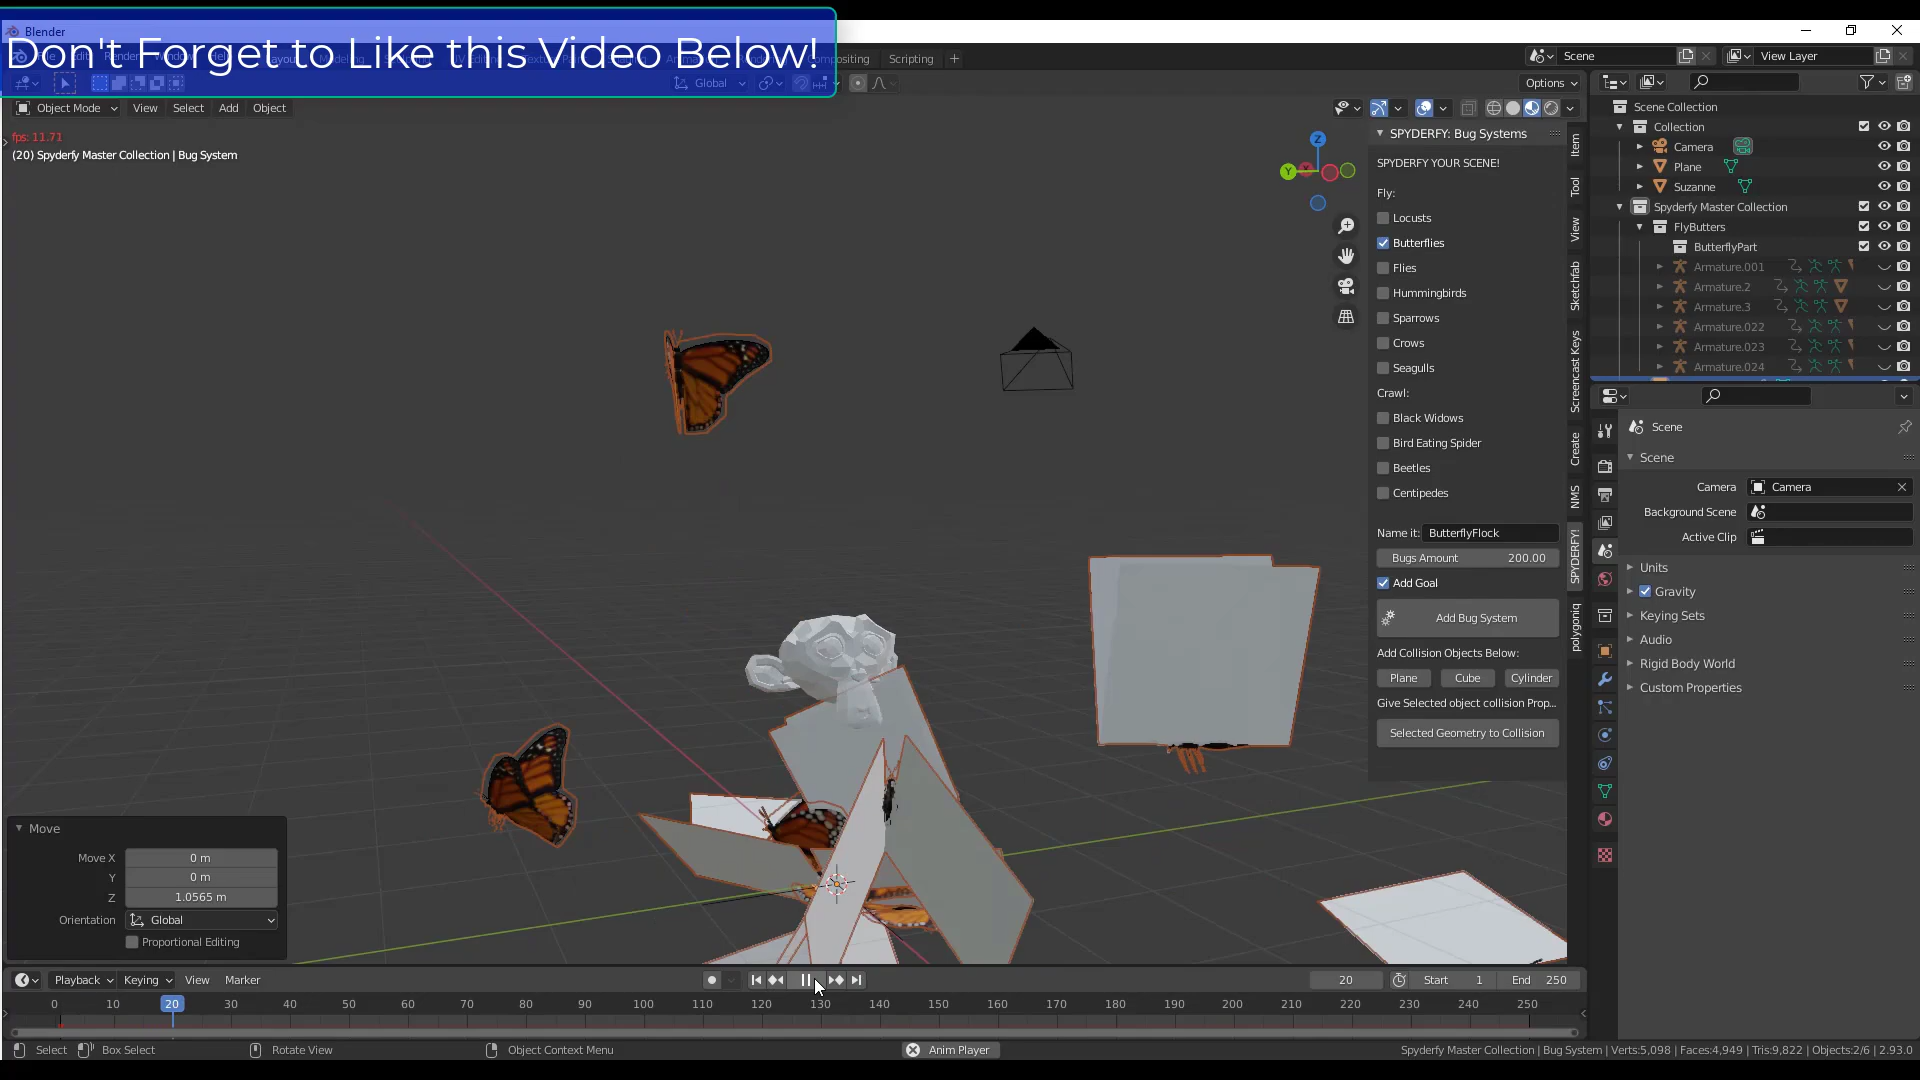 Blender
Don't Forget to Like this Video Below!
Compositing
Scripting
Scene
View Layer
Global
Options
Object Mode
View
Select
Add
Object
fps: 11.71
(20) Spyderfy Master Collection | Bug System
Z
Y
X
SPYDERFY: Bug Systems
SPYDERFY YOUR SCENE!
Fly:
Locusts
Butterflies
Flies
Hummingbirds
Sparrows
Crows
Seagulls
Crawl:
Black Widows
Bird Eating Spider
Beetles
Centipedes
Name it: ButterflyFlock
Bugs Amount 200.00
Add Goal
Add Bug System
Add Collision Objects Below:
Plane Cube Cylinder
Give Selected object collision Prop...
Selected Geometry to Collision
Item
Tool
View
Sketchfab
Screencast Keys
Create
NMS
SPYDERFY!
polygoniq
Scene Collection
Collection
Camera
Plane
Suzanne
Spyderfy Master Collection
FlyButters
ButterflyPart
Armature.001
Armature.2
Armature.3
Armature.022
Armature.023
Armature.024
Scene
Scene
Camera Camera
Background Scene
Active Clip
Units
Gravity
Keying Sets
Audio
Rigid Body World
Custom Properties
Move
Move X 0 m
Y 0 m
Z 1.0565 m
Orientation Global
Proportional Editing
Playback Keying View Marker
20 Start 1 End 250
0 10 20 30 40 50 60 70 80 90 100 110 120 130 140 150 160 170 180 190 200 210 220 230 240 250
Select Box Select Rotate View Object Context Menu Anim Player
Spyderfy Master Collection | Bug System | Verts:5,098 | Faces:4,949 | Tris:9,822 | Objects:2/6 | 2.93.0